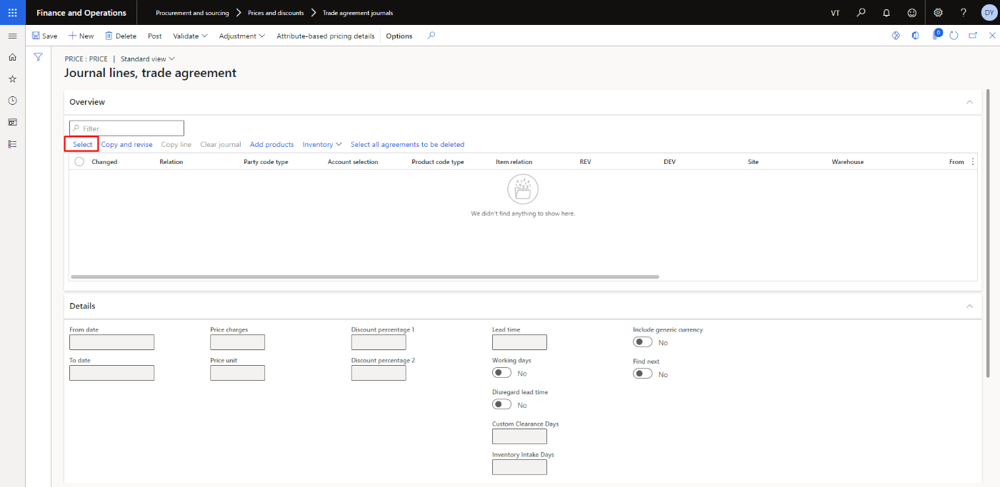 Finance and Operations Procurement and sourcing Prices and discounts Trade agreement journals VT ? DY
Save New Delete Post Validate Adjustment Attribute-based pricing details Options 0
PRICE : PRICE | Standard view
Journal lines, trade agreement
Overview
Filter
Select Copy and revise Copy line Clear journal Add products Inventory Select all agreements to be deleted
Changed Relation Party code type Account selection Product code type Item relation REV DEV Site Warehouse From
We didn't find anything to show here.
Details
From date Price charges Discount percentage 1 Lead time Include generic currency
No
To date Price unit Discount percentage 2 Working days Find next
No No
Disregard lead time
No
Custom Clearance Days
Inventory Intake Days